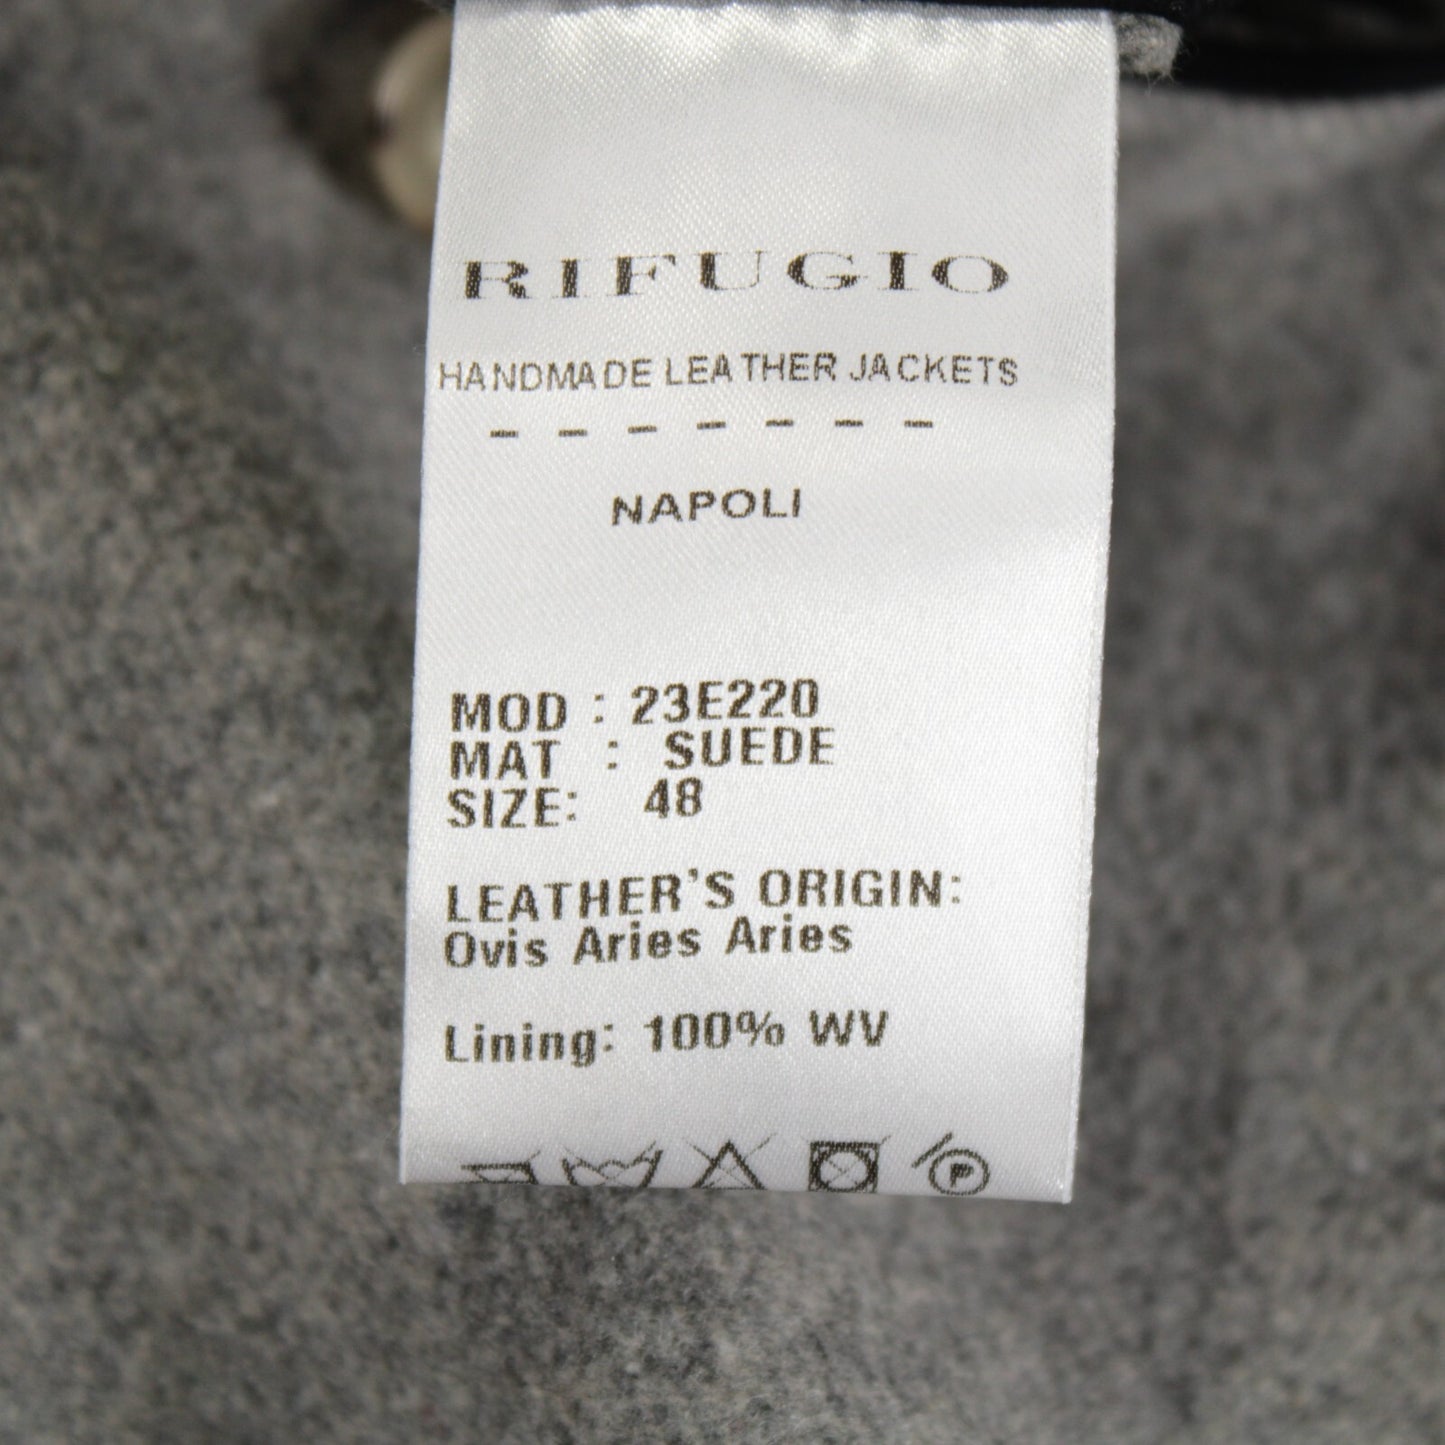 RIFUGIO
HANDMADE LEATHER JACKETS
- - - - - - -
NAPOLI
MOD : 23E220
MAT : SUEDE
SIZE: 48
LEATHER'S ORIGIN:
Ovis Aries Aries
Lining: 100% WV
P